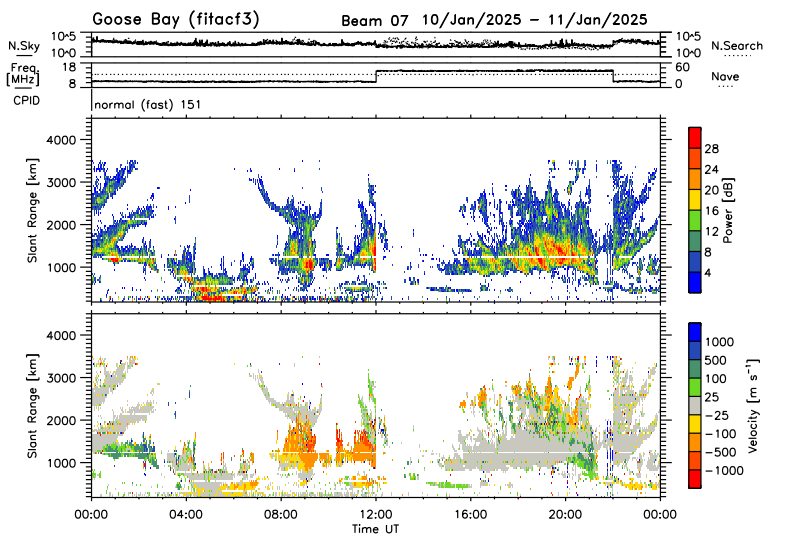 Goose Bay (fitacf3) Beam 07 10/Jan/2025 - 11/Jan/2025
N.Sky 10^5 10^0 10^5 10^0 N.Search
Freq. [MHz] 18 8 60 0 Nave
CPID normal (fast) 151
Slant Range [km] 4000 3000 2000 1000
Power [dB] 28 24 20 16 12 8 4
Slant Range [km] 4000 3000 2000 1000
Velocity [m s⁻¹] 1000 500 100 25 -25 -100 -500 -1000
00:00 04:00 08:00 12:00 16:00 20:00 00:00
Time UT